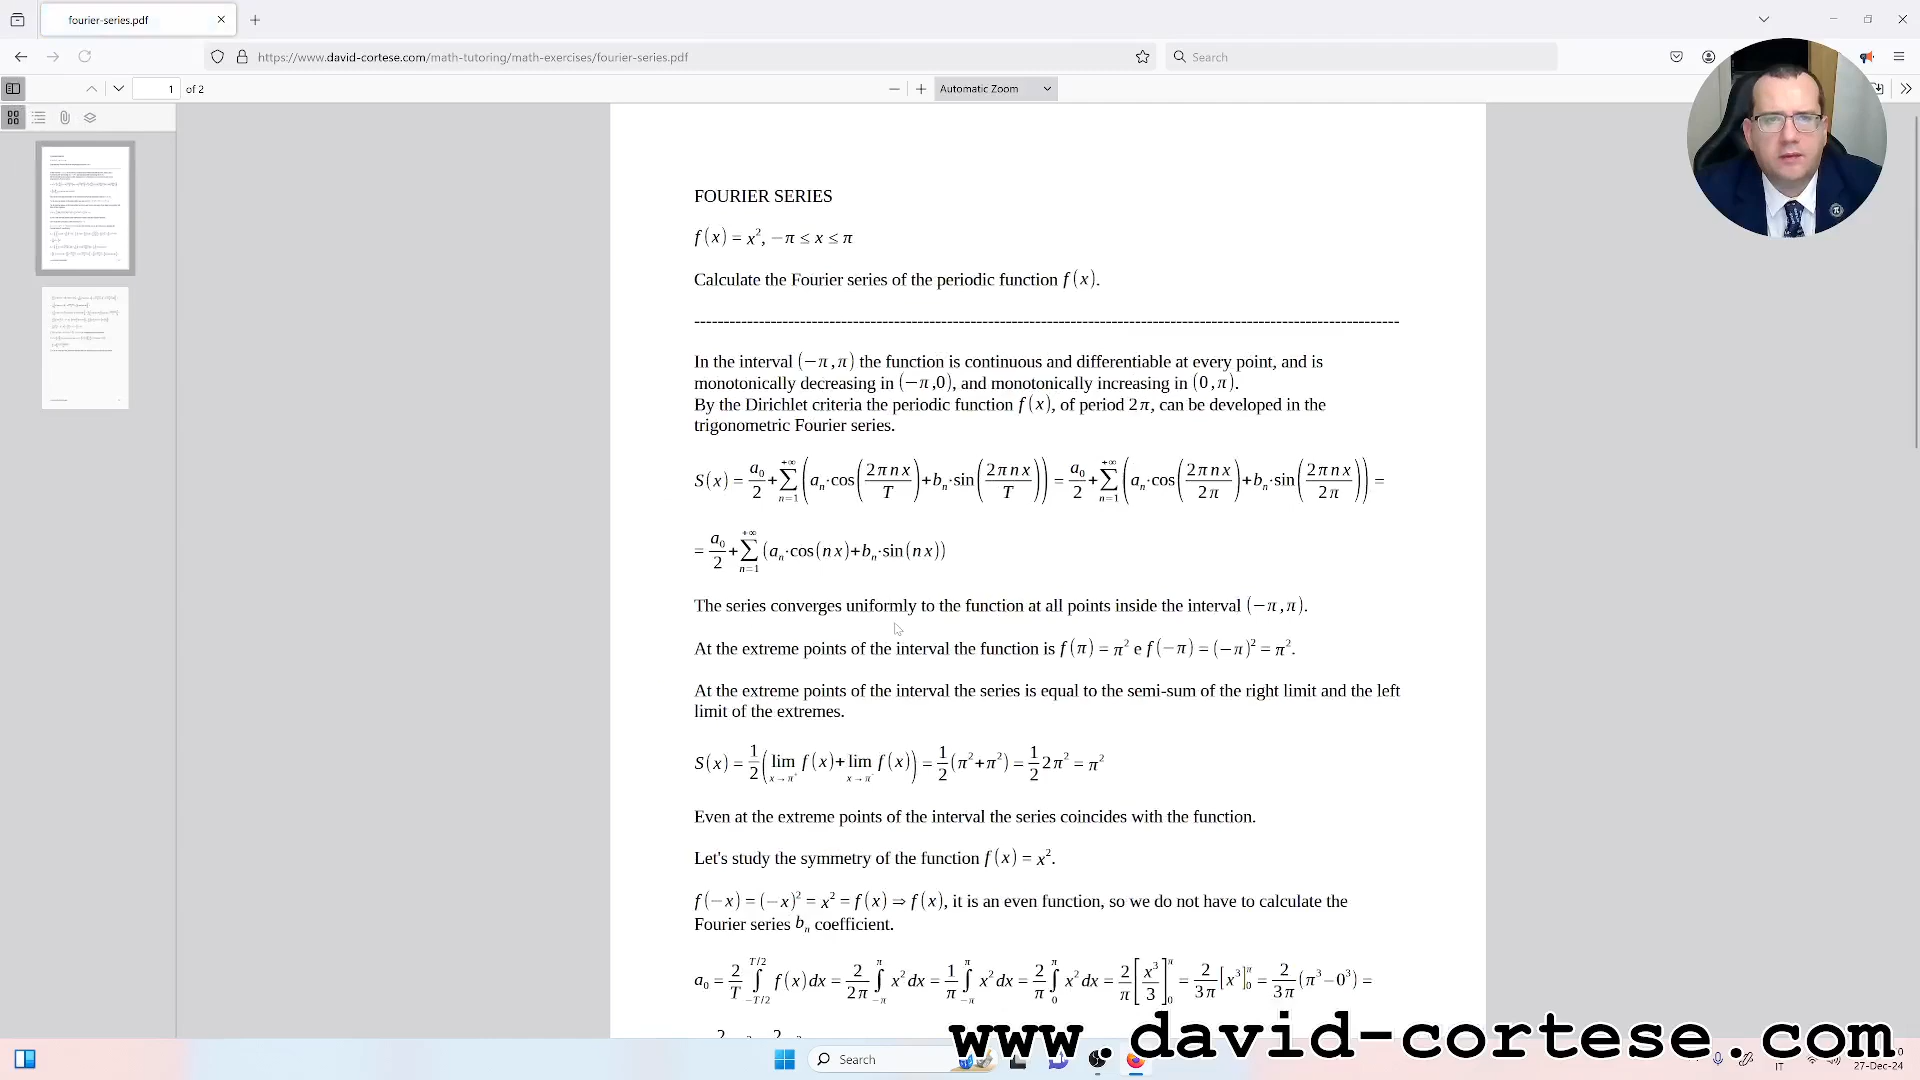 fourier-series.pdf
https://www.david-cortese.com/math-tutoring/math-exercises/fourier-series.pdf
Search
1 of 2
Automatic Zoom
FOURIER SERIES
f(x) = x², −π ≤ x ≤ π
Calculate the Fourier series of the periodic function f(x).
------------------------------------------------------------------------------------------------------------------------
In the interval (−π,π) the function is continuous and differentiable at every point, and is
monotonically decreasing in (−π,0), and monotonically increasing in (0,π).
By the Dirichlet criteria the periodic function f(x), of period 2π, can be developed in the
trigonometric Fourier series.
S(x) = a₀/2 + ∑_{n=1}^{+∞} (aₙ·cos(2πnx/T) + bₙ·sin(2πnx/T)) = a₀/2 + ∑_{n=1}^{+∞} (aₙ·cos(2πnx/2π) + bₙ·sin(2πnx/2π)) =
= a₀/2 + ∑_{n=1}^{+∞} (aₙ·cos(nx) + bₙ·sin(nx))
The series converges uniformly to the function at all points inside the interval (−π,π).
At the extreme points of the interval the function is f(π) = π² e f(−π) = (−π)² = π².
At the extreme points of the interval the series is equal to the semi-sum of the right limit and the left
limit of the extremes.
S(x) = 1/2 (lim_{x→π} f(x) + lim_{x→π} f(x)) = 1/2 (π²+π²) = 1/2 2π² = π²
Even at the extreme points of the interval the series coincides with the function.
Let's study the symmetry of the function f(x) = x².
f(−x) = (−x)² = x² = f(x) ⇒ f(x), it is an even function, so we do not have to calculate the
Fourier series bₙ coefficient.
a₀ = 2/T ∫_{−T/2}^{T/2} f(x)dx = 2/2π ∫_{−π}^{π} x²dx = 1/π ∫_{−π}^{π} x²dx = 2/π ∫_{0}^{π} x²dx = 2/π [x³/3]_{0}^{π} = 2/3π [x³]_{0}^{π} = 2/3π (π³−0³) =
www.david-cortese.com
Search
IT
27-Dec-24